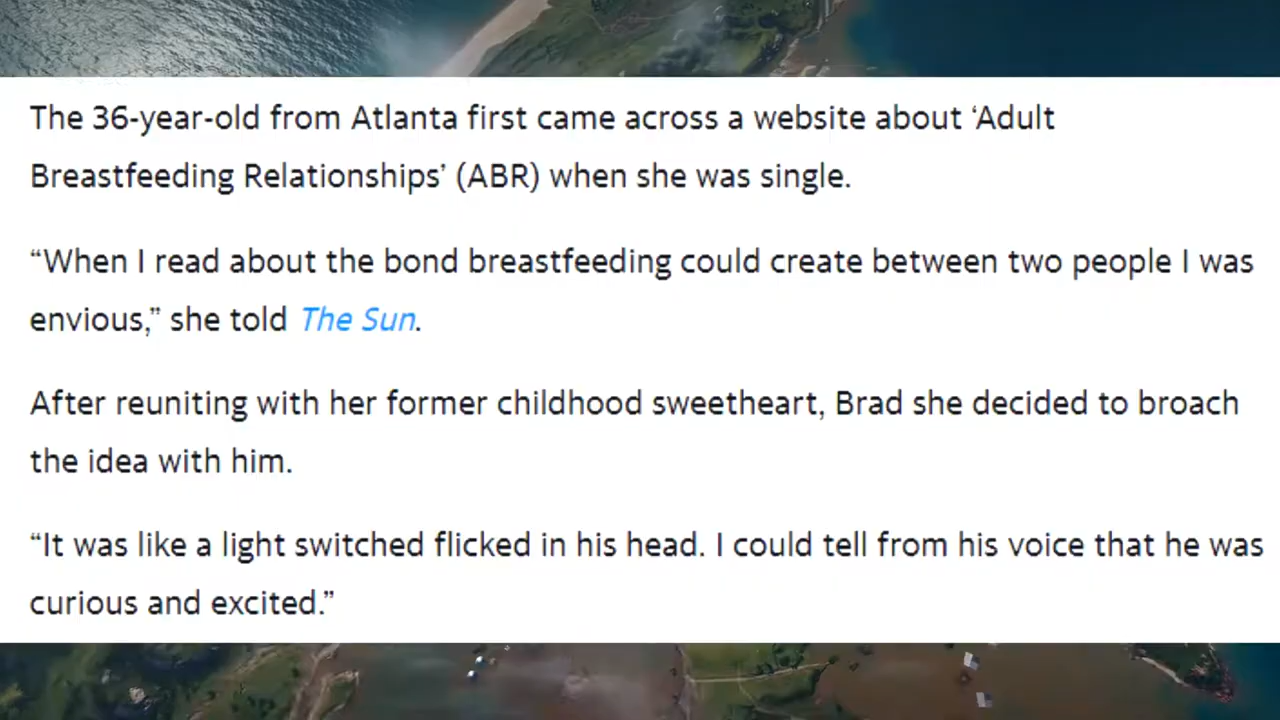 The 36-year-old from Atlanta first came across a website about ‘Adult
Breastfeeding Relationships’ (ABR) when she was single.
“When I read about the bond breastfeeding could create between two people I was
envious,” she told The Sun.
After reuniting with her former childhood sweetheart, Brad she decided to broach
the idea with him.
“It was like a light switched flicked in his head. I could tell from his voice that he was
curious and excited.”